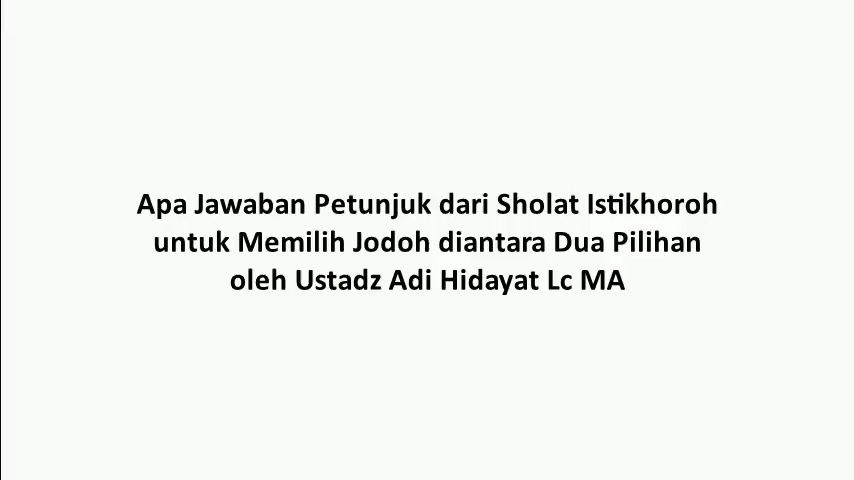 Apa Jawaban Petunjuk dari Sholat Istikhoroh
untuk Memilih Jodoh diantara Dua Pilihan
oleh Ustadz Adi Hidayat Lc MA